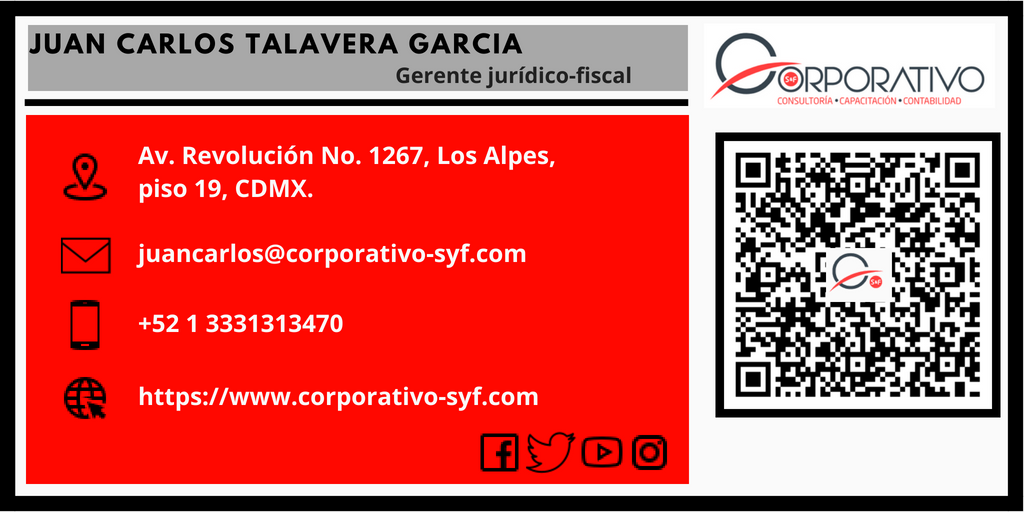 JUAN CARLOS TALAVERA GARCIA
Gerente jurídico-fiscal
Av. Revolución No. 1267, Los Alpes,
piso 19, CDMX.
juancarlos@corporativo-syf.com
+52 1 3331313470
https://www.corporativo-syf.com
CORPORATIVO
S&F
CONSULTORÍA • CAPACITACIÓN • CONTABILIDAD
S&F